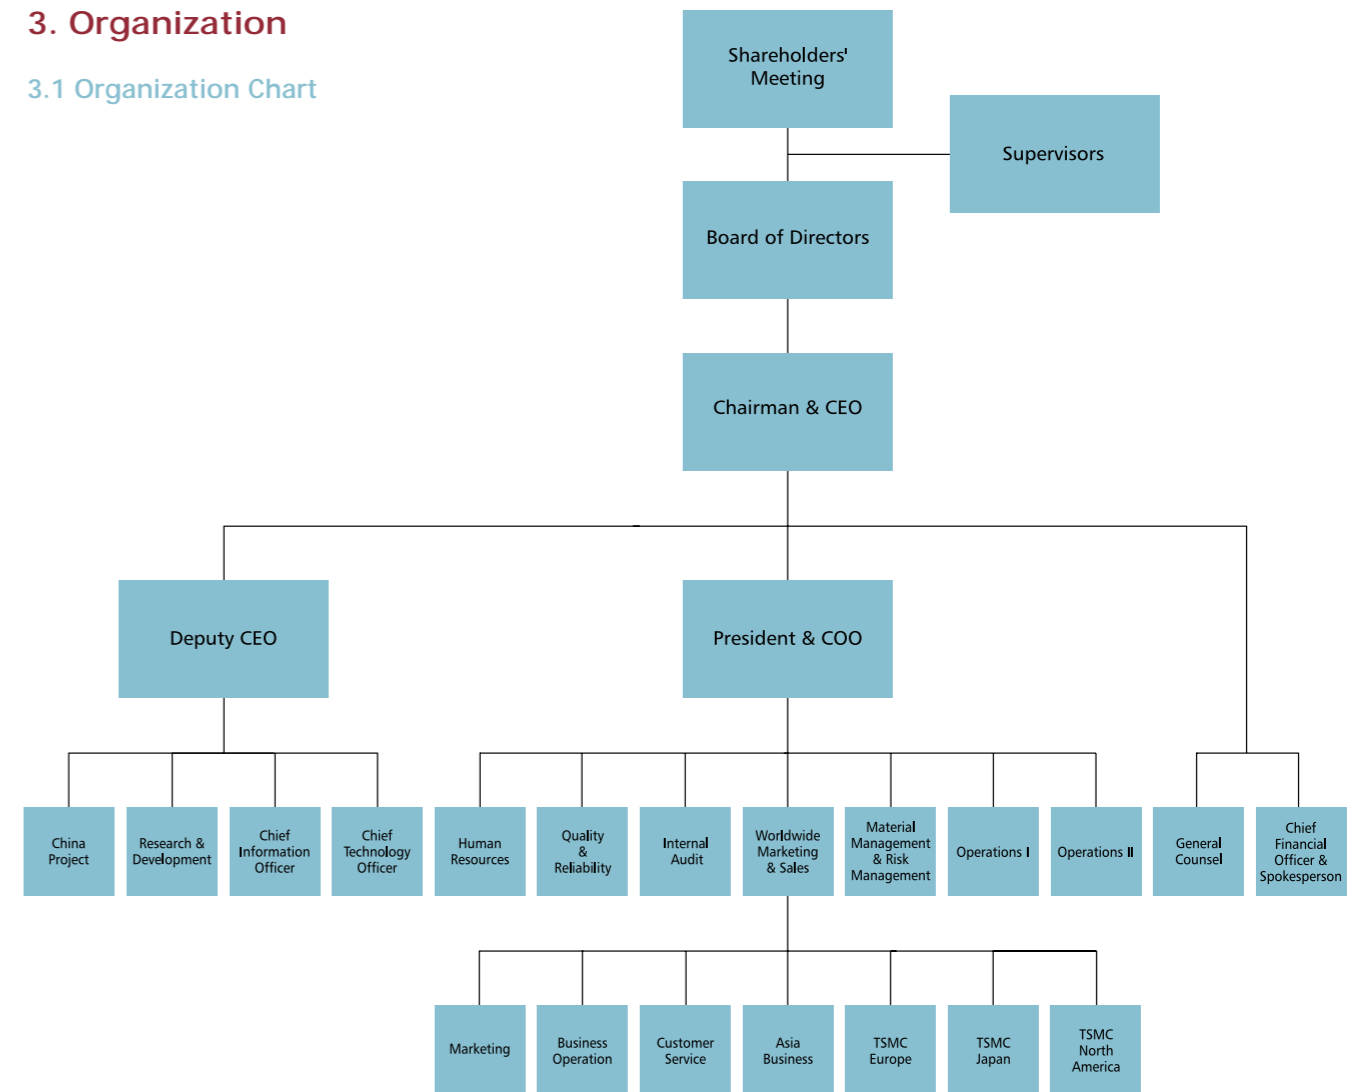 3. Organization
3.1 Organization Chart
Shareholders'
Meeting
Supervisors
Board of Directors
Chairman & CEO
Deputy CEO
President & COO
China
Project
Research &
Development
Chief
Information
Officer
Chief
Technology
Officer
Human
Resources
Quality
&
Reliability
Internal
Audit
Worldwide
Marketing
& Sales
Material
Management
& Risk
Management
Operations I
Operations II
General
Counsel
Chief
Financial
Officer &
Spokesperson
Marketing
Business
Operation
Customer
Service
Asia
Business
TSMC
Europe
TSMC
Japan
TSMC
North
America